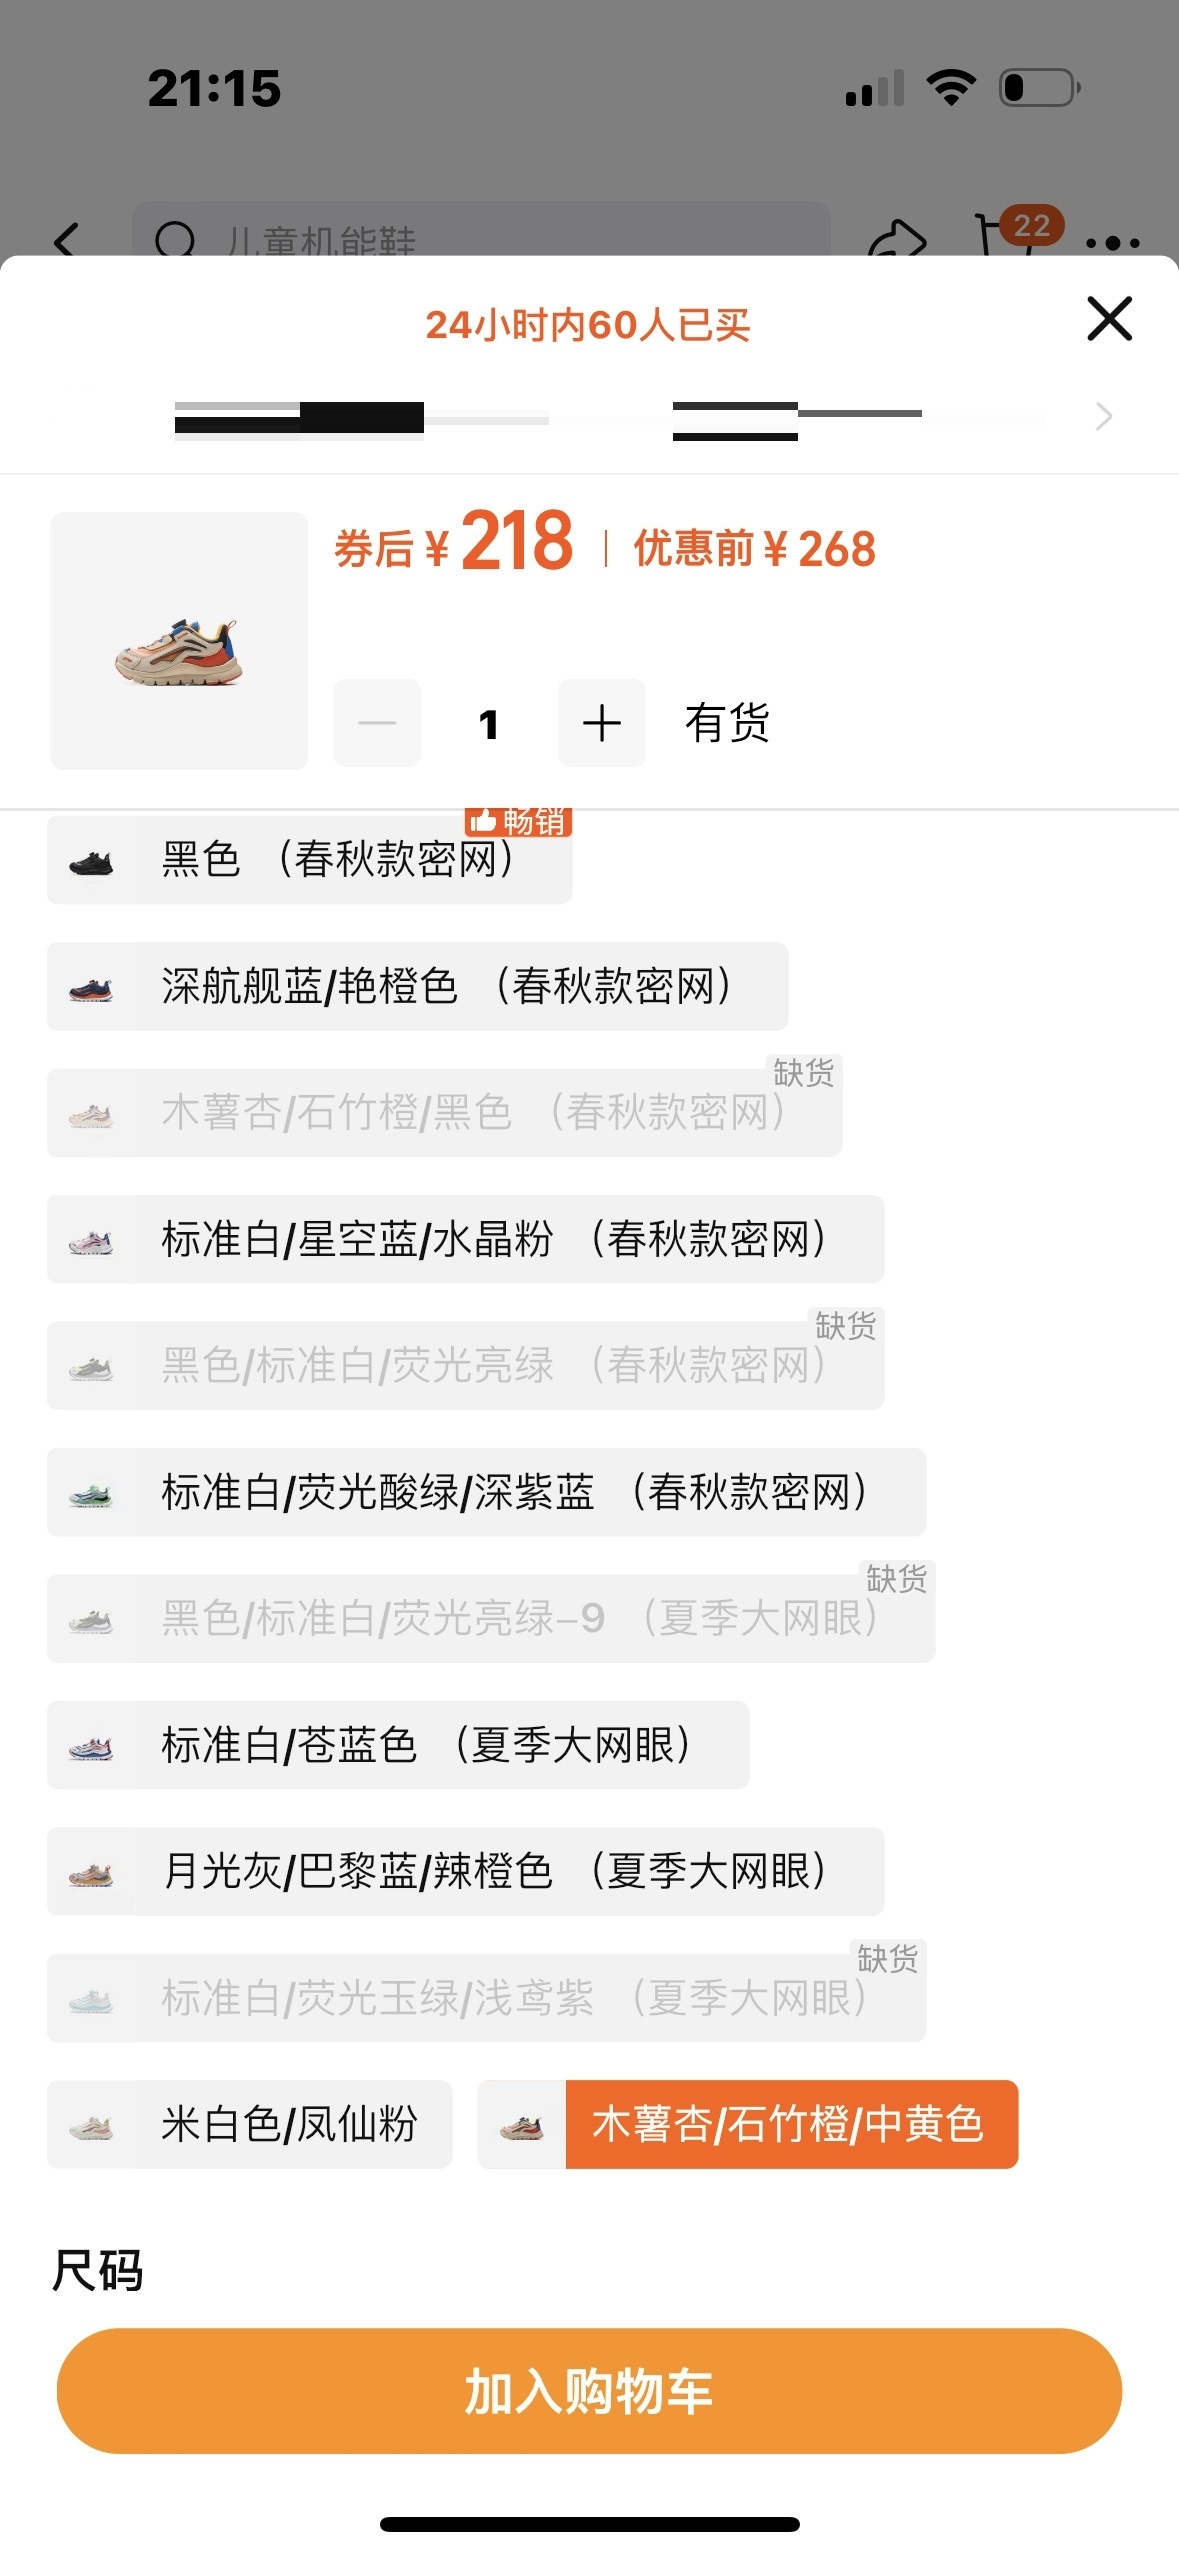 21:15
儿童机能鞋
22
24小时内60人已买
券后 ¥ 218 | 优惠前 ¥ 268
1 有货
畅销
黑色 （春秋款密网）
深航舰蓝/艳橙色 （春秋款密网）
缺货
木薯杏/石竹橙/黑色 （春秋款密网）
标准白/星空蓝/水晶粉 （春秋款密网）
缺货
黑色/标准白/荧光亮绿 （春秋款密网）
标准白/荧光酸绿/深紫蓝 （春秋款密网）
缺货
黑色/标准白/荧光亮绿-9 （夏季大网眼）
标准白/苍蓝色 （夏季大网眼）
月光灰/巴黎蓝/辣橙色 （夏季大网眼）
缺货
标准白/荧光玉绿/浅鸢紫 （夏季大网眼）
米白色/凤仙粉 木薯杏/石竹橙/中黄色
尺码
加入购物车